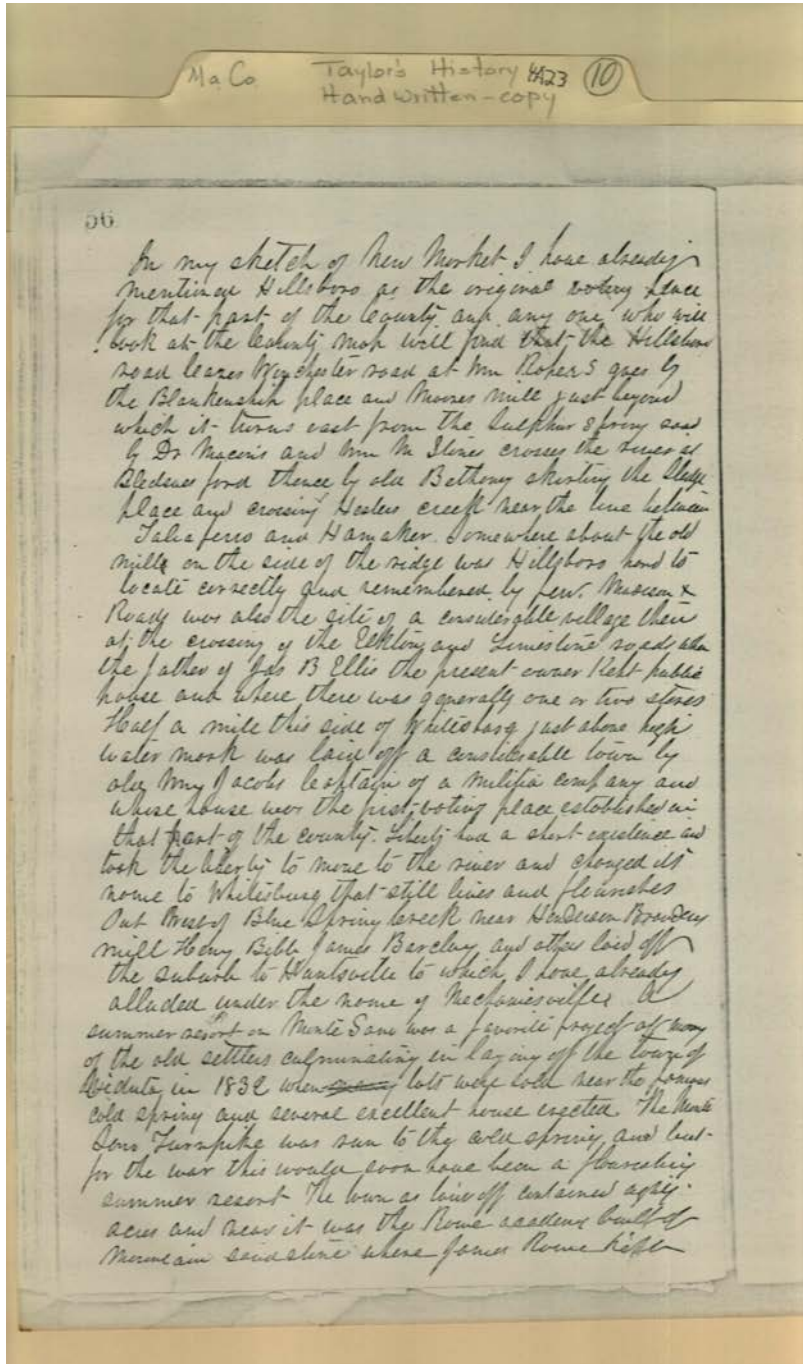 Ma. Co. Taylor's History 4A23 10
Handwritten-copy
56
In my sketch of New Market I have already
mentioned Hillsboro as the original voting place
for that part of the county and any one who will
look at the County map will find that the Hillsboro
road leaves Winchester road at Wm goes by
the Blankenship place and Moores mill just beyond
which it turns east from the Sulphur Spring road
by Dr Macons and Wm M crosses the river at
ford thence by old Bethany skirting the Sledge
place and crossing Hesters creek near the line between
Taliaferro and Hamaker. Somewhere about the old
mills on the side of the ridge was Hillsboro hard to
locate correctly and remembered by few. Madison X
Roads was also the site of a considerable village then
at the crossing of the Elkton and Limestone roads when
the father of Jas B Ellis the present owner Kept public
house and where there was generally one or two stores
Half a mile this side of Whitesburg just above high
water mark was laid off a considerable town by
old Jacobs Captain of a militia company and
whose house was the first voting place established in
that part of the county. Liberty had a short existence and
took the liberty to move to the river and changed its
name to Whitesburg that still lives and flourishes
Out West of Blue Spring creek near Henderson
mill Henry Bibb James Barclay and others laid off
the suburb to Huntsville to which I have already
alluded under the name of Mechanicsville. A
summer resort on Monte Sano was a favorite project of many
of the old settlers culminating in laying off the town of
Viduta in 1832 when lots were sold near the famous
cold spring and several excellent house erected. The Monte
Sano Turnpike was run to the cold spring and but
for the war this would soon have been a flourishing
summer resort The town as laid off contained
acres and near it was the Rowe academy built of
Mountain sandstone where James Rowe kept